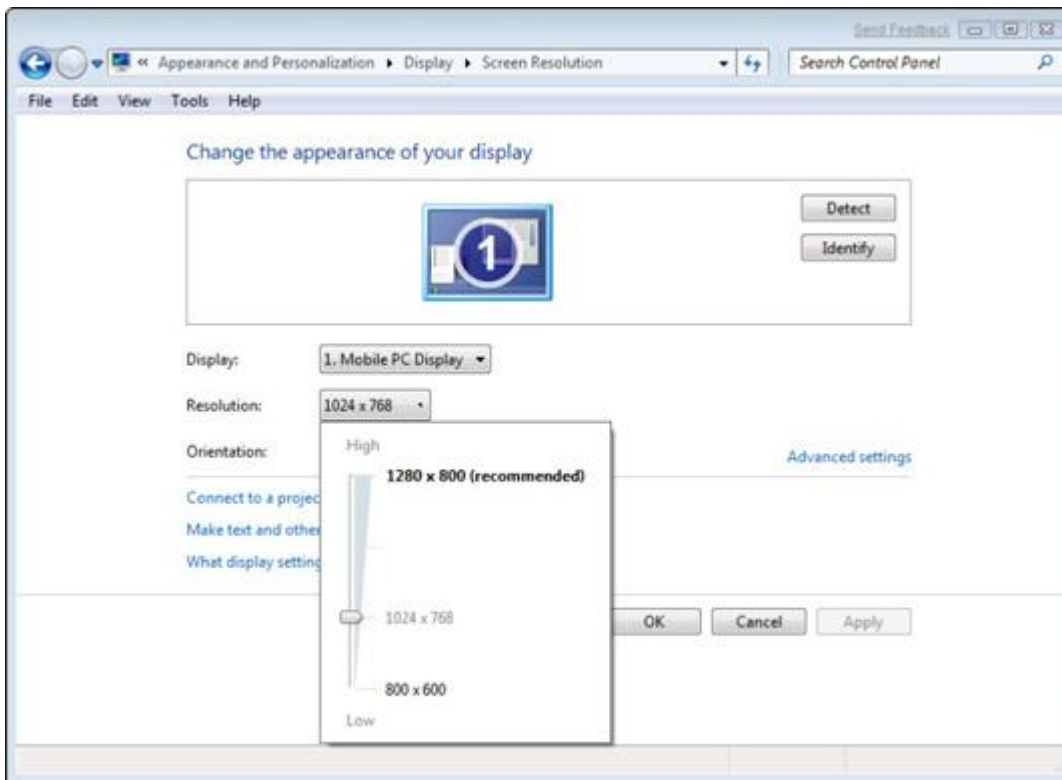 Send Feedback
« Appearance and Personalization ▸ Display ▸ Screen Resolution
Search Control Panel
File Edit View Tools Help
Change the appearance of your display
1
Detect
Identify
Display: 1. Mobile PC Display
Resolution: 1024 x 768
Orientation:
High
Advanced settings
1280 x 800 (recommended)
Connect to a projec
Make text and other
What display setting
1024 x 768
OK Cancel Apply
800 x 600
Low